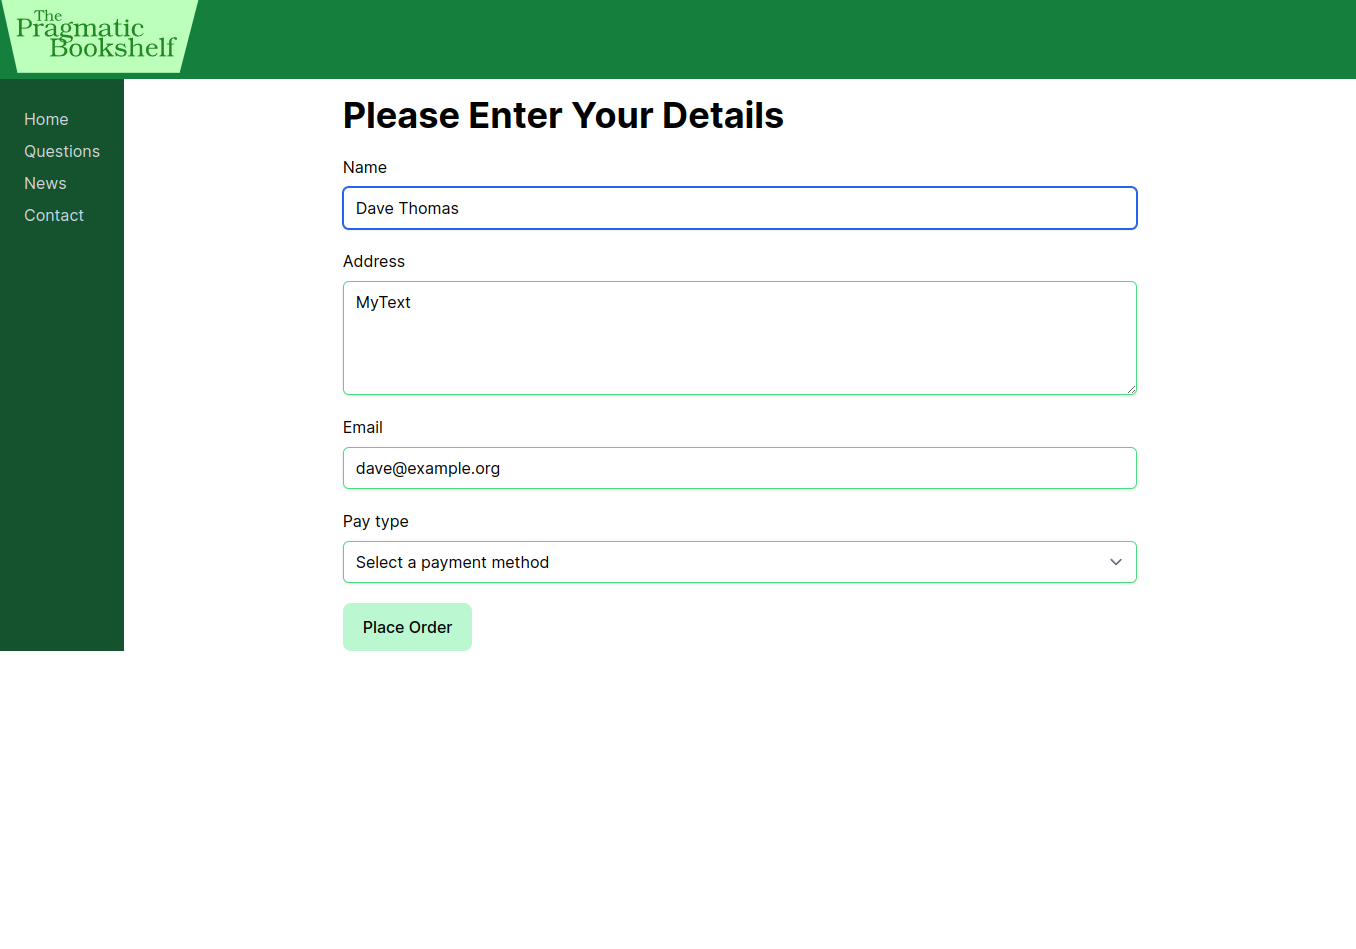 The
Pragmatic
Bookshelf
Home
Questions
News
Contact
Please Enter Your Details
Name
Dave Thomas
Address
MyText
Email
dave@example.org
Pay type
Select a payment method
Place Order